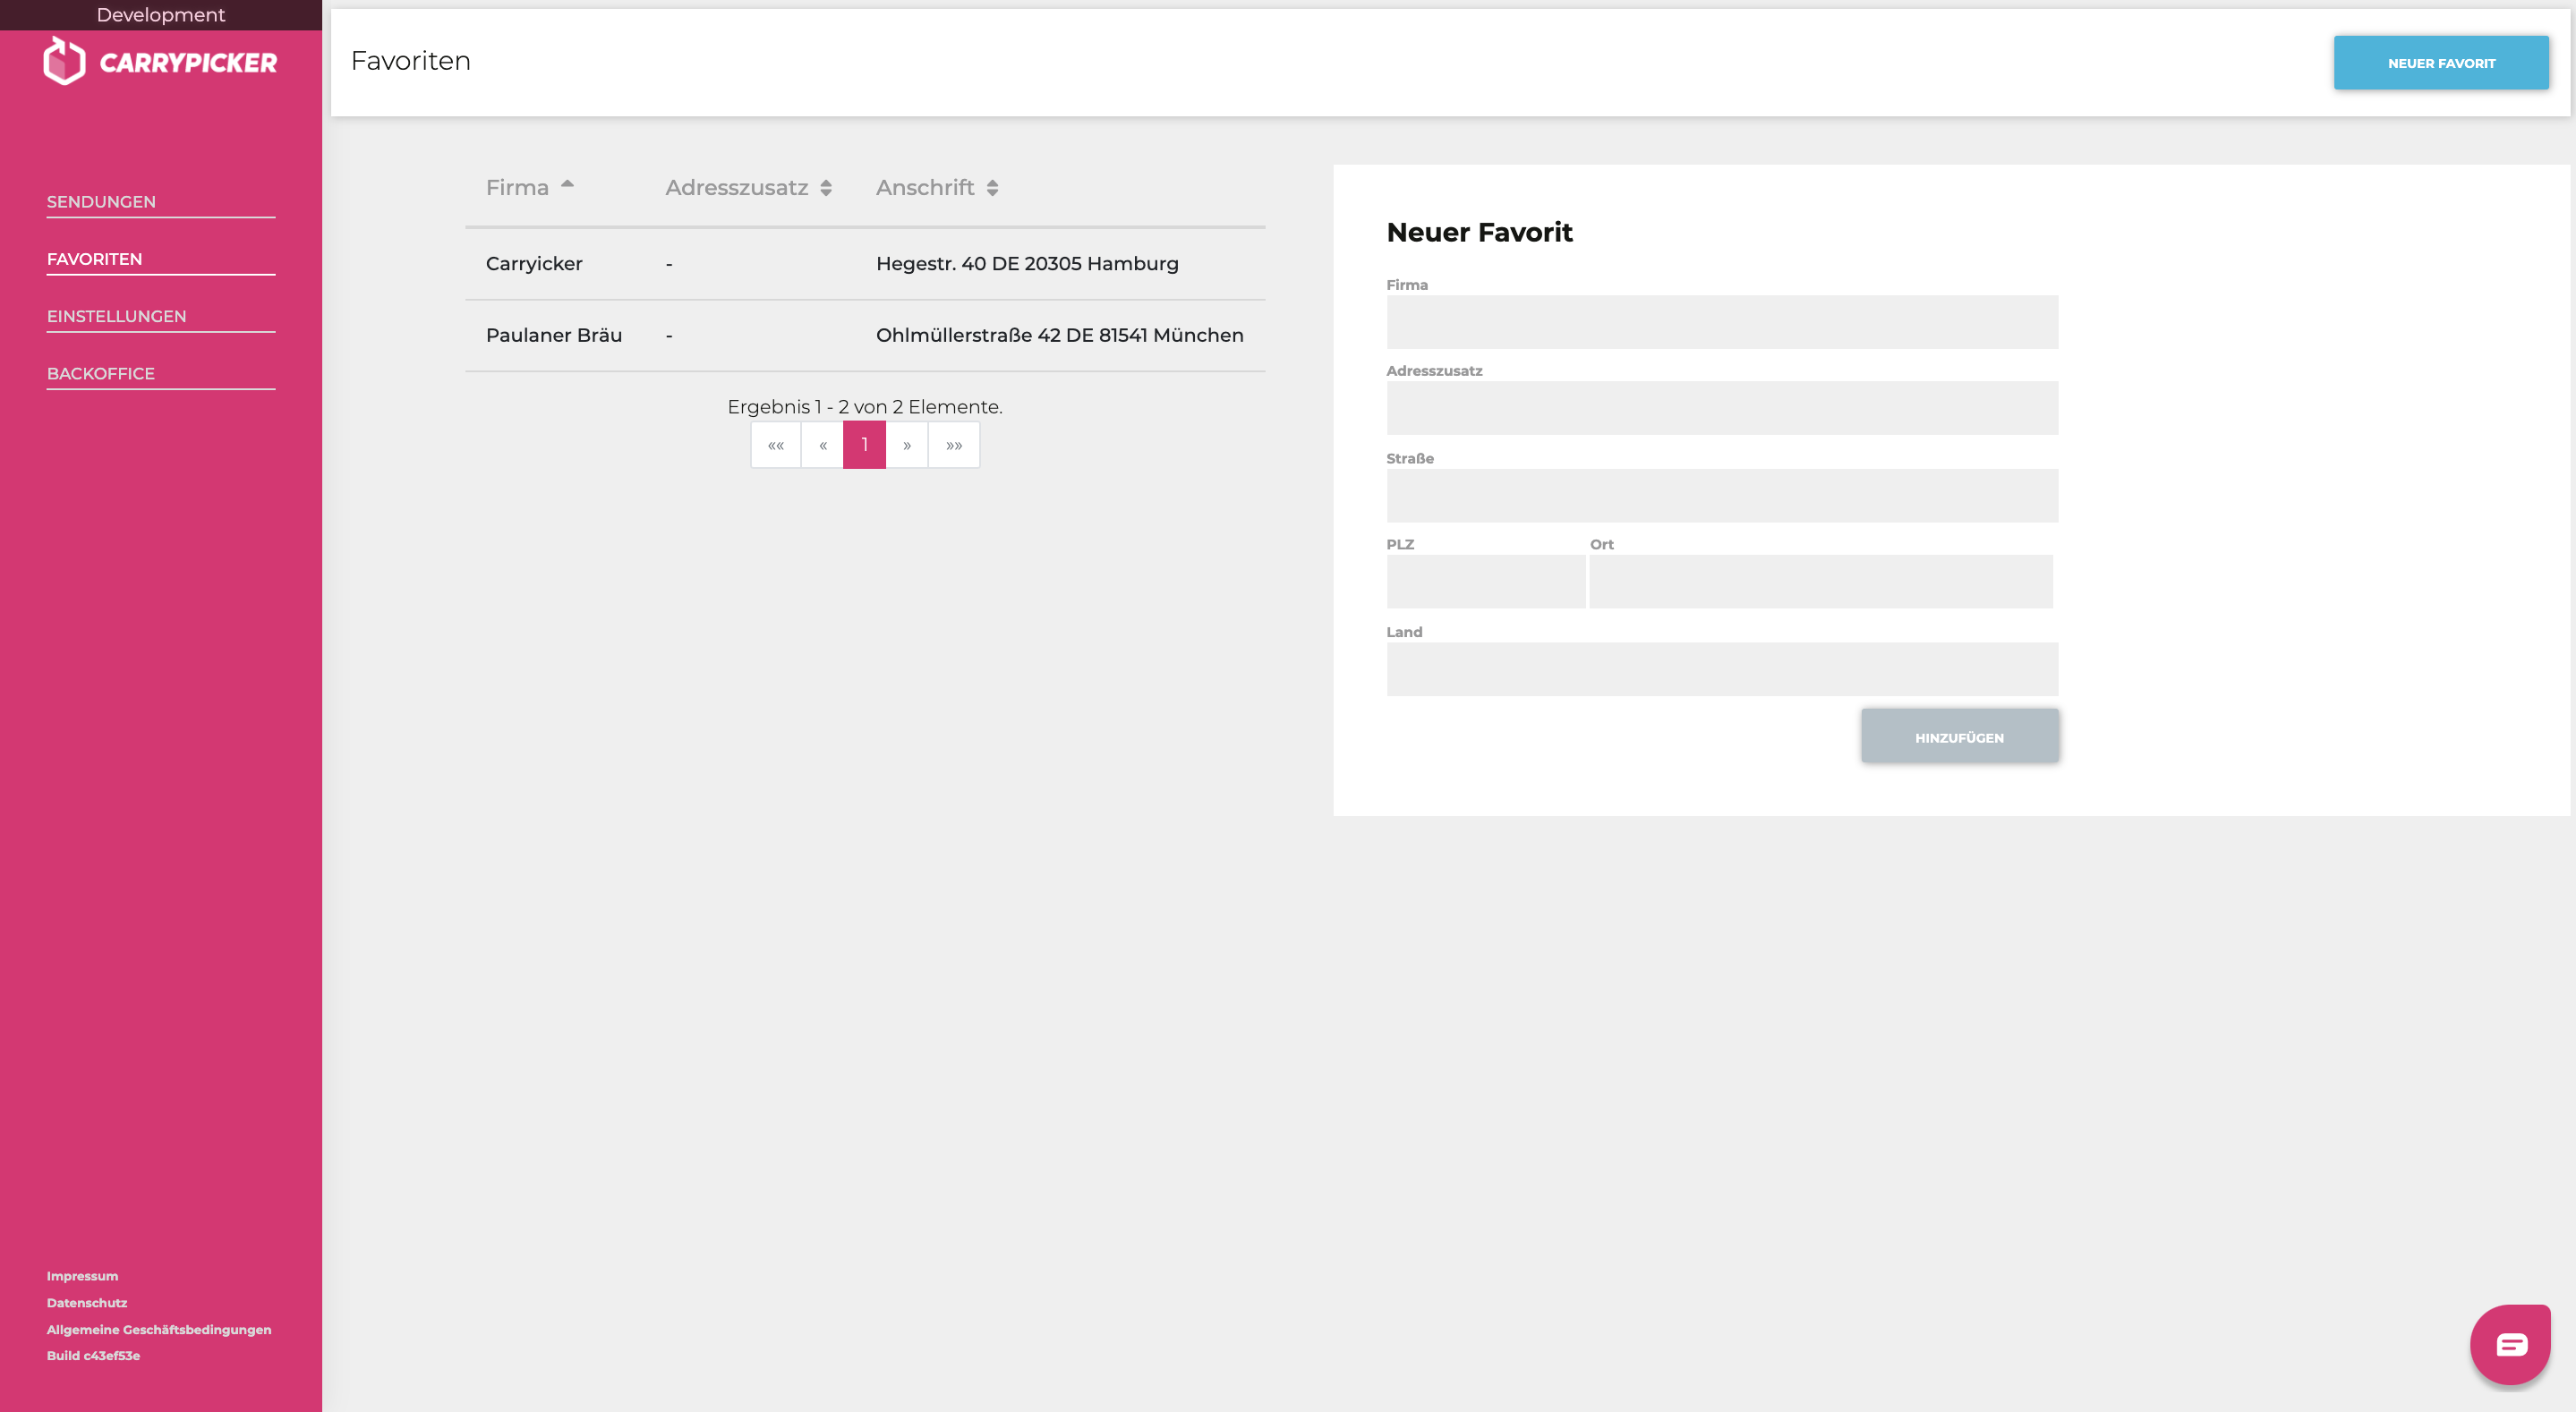 Development
CARRYPICKER
SENDUNGEN
FAVORITEN
EINSTELLUNGEN
BACKOFFICE
Impressum
Datenschutz
Allgemeine Geschäftsbedingungen
Build c43ef53e
Favoriten
NEUER FAVORIT
Firma Adresszusatz Anschrift
Carryicker - Hegestr. 40 DE 20305 Hamburg
Paulaner Bräu - Ohlmüllerstraße 42 DE 81541 München
Ergebnis 1 - 2 von 2 Elemente.
«« « 1 » »»
Neuer Favorit
Firma
Adresszusatz
Straße
PLZ Ort
Land
HINZUFÜGEN